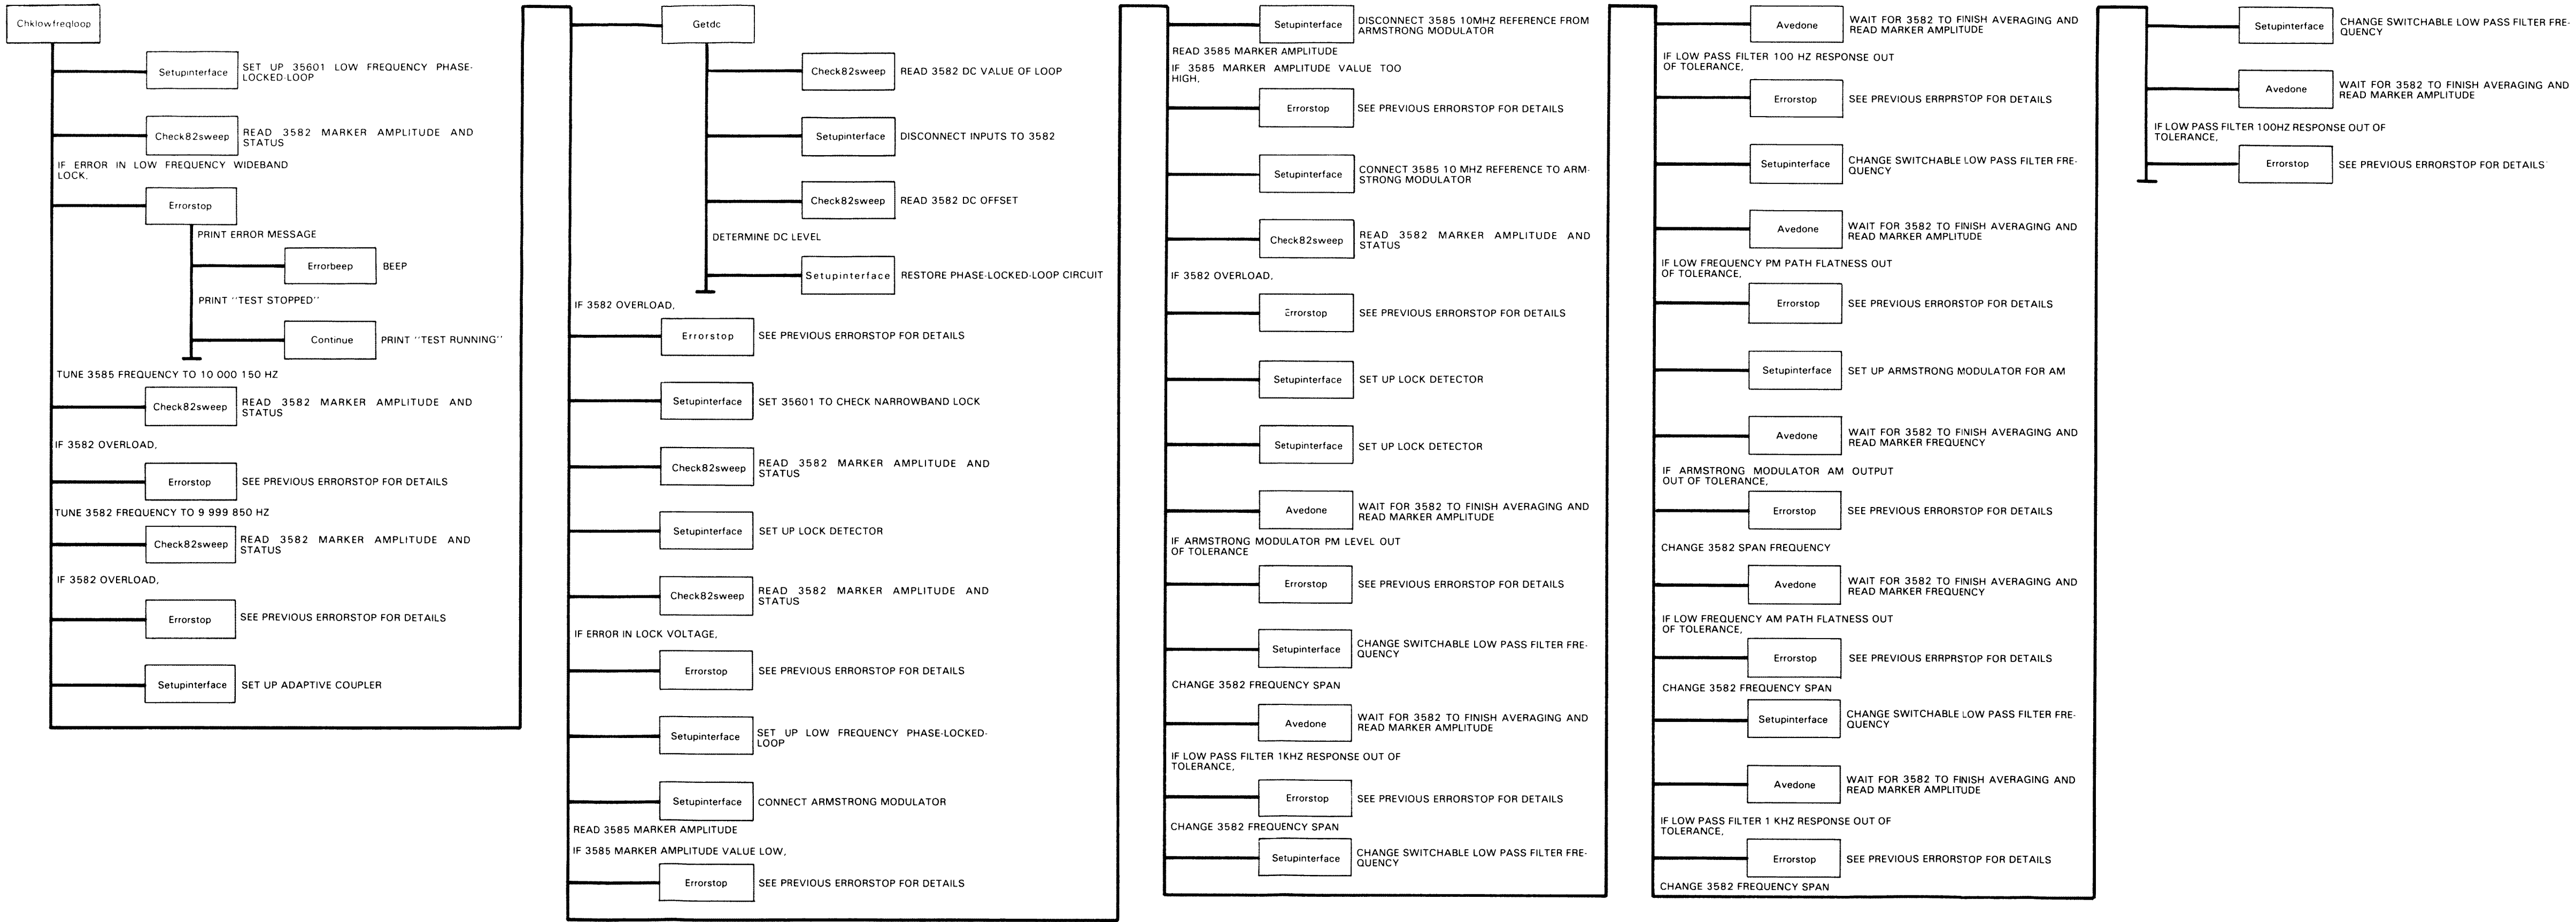 Chklowfreqloop
Setupinterface
SET UP 35601 LOW FREQUENCY PHASE-
LOCKED-LOOP
Check82sweep
READ 3582 MARKER AMPLITUDE AND
STATUS
IF ERROR IN LOW FREQUENCY WIDEBAND
LOCK,
Errorstop
PRINT ERROR MESSAGE
Errorbeep
BEEP
PRINT "TEST STOPPED"
Continue
PRINT "TEST RUNNING"
TUNE 3585 FREQUENCY TO 10 000 150 HZ
Check82sweep
READ 3582 MARKER AMPLITUDE AND
STATUS
IF 3582 OVERLOAD,
Errorstop
SEE PREVIOUS ERRORSTOP FOR DETAILS
TUNE 3582 FREQUENCY TO 9 999 850 HZ
Check82sweep
READ 3582 MARKER AMPLITUDE AND
STATUS
IF 3582 OVERLOAD,
Errorstop
SEE PREVIOUS ERRORSTOP FOR DETAILS
Setupinterface
SET UP ADAPTIVE COUPLER
Getdc
Check82sweep
READ 3582 DC VALUE OF LOOP
Setupinterface
DISCONNECT INPUTS TO 3582
Check82sweep
READ 3582 DC OFFSET
DETERMINE DC LEVEL
Setupinterface
RESTORE PHASE-LOCKED-LOOP CIRCUIT
IF 3582 OVERLOAD,
Errorstop
SEE PREVIOUS ERRORSTOP FOR DETAILS
Setupinterface
SET 35601 TO CHECK NARROWBAND LOCK
Check82sweep
READ 3582 MARKER AMPLITUDE AND
STATUS
Setupinterface
SET UP LOCK DETECTOR
Check82sweep
READ 3582 MARKER AMPLITUDE AND
STATUS
IF ERROR IN LOCK VOLTAGE,
Errorstop
SEE PREVIOUS ERRORSTOP FOR DETAILS
Setupinterface
SET UP LOW FREQUENCY PHASE-LOCKED-
LOOP
Setupinterface
CONNECT ARMSTRONG MODULATOR
READ 3585 MARKER AMPLITUDE
IF 3585 MARKER AMPLITUDE VALUE LOW,
Errorstop
SEE PREVIOUS ERRORSTOP FOR DETAILS
Setupinterface
DISCONNECT 3585 10MHZ REFERENCE FROM
ARMSTRONG MODULATOR
READ 3585 MARKER AMPLITUDE
IF 3585 MARKER AMPLITUDE VALUE TOO
HIGH,
Errorstop
SEE PREVIOUS ERRORSTOP FOR DETAILS
Setupinterface
CONNECT 3585 10 MHZ REFERENCE TO ARM-
STRONG MODULATOR
Check82sweep
READ 3582 MARKER AMPLITUDE AND
STATUS
IF 3582 OVERLOAD,
Errorstop
SEE PREVIOUS ERRORSTOP FOR DETAILS
Setupinterface
SET UP LOCK DETECTOR
Setupinterface
SET UP LOCK DETECTOR
Avedone
WAIT FOR 3582 TO FINISH AVERAGING AND
READ MARKER AMPLITUDE
IF ARMSTRONG MODULATOR PM LEVEL OUT
OF TOLERANCE
Errorstop
SEE PREVIOUS ERRORSTOP FOR DETAILS
Setupinterface
CHANGE SWITCHABLE LOW PASS FILTER FRE-
QUENCY
CHANGE 3582 FREQUENCY SPAN
Avedone
WAIT FOR 3582 TO FINISH AVERAGING AND
READ MARKER AMPLITUDE
IF LOW PASS FILTER 1KHZ RESPONSE OUT OF
TOLERANCE,
Errorstop
SEE PREVIOUS ERRORSTOP FOR DETAILS
CHANGE 3582 FREQUENCY SPAN
Setupinterface
CHANGE SWITCHABLE LOW PASS FILTER FRE-
QUENCY
Avedone
WAIT FOR 3582 TO FINISH AVERAGING AND
READ MARKER AMPLITUDE
IF LOW PASS FILTER 100 HZ RESPONSE OUT
OF TOLERANCE,
Errorstop
SEE PREVIOUS ERRPRSTOP FOR DETAILS
Setupinterface
CHANGE SWITCHABLE LOW PASS FILTER FRE-
QUENCY
Avedone
WAIT FOR 3582 TO FINISH AVERAGING AND
READ MARKER AMPLITUDE
IF LOW FREQUENCY PM PATH FLATNESS OUT
OF TOLERANCE,
Errorstop
SEE PREVIOUS ERRORSTOP FOR DETAILS
Setupinterface
SET UP ARMSTRONG MODULATOR FOR AM
Avedone
WAIT FOR 3582 TO FINISH AVERAGING AND
READ MARKER FREQUENCY
IF ARMSTRONG MODULATOR AM OUTPUT
OUT OF TOLERANCE,
Errorstop
SEE PREVIOUS ERRORSTOP FOR DETAILS
CHANGE 3582 SPAN FREQUENCY
Avedone
WAIT FOR 3582 TO FINISH AVERAGING AND
READ MARKER FREQUENCY
IF LOW FREQUENCY AM PATH FLATNESS OUT
OF TOLERANCE,
Errorstop
SEE PREVIOUS ERRPRSTOP FOR DETAILS
CHANGE 3582 FREQUENCY SPAN
Setupinterface
CHANGE SWITCHABLE LOW PASS FILTER FRE-
QUENCY
Avedone
WAIT FOR 3582 TO FINISH AVERAGING AND
READ MARKER AMPLITUDE
IF LOW PASS FILTER 1 KHZ RESPONSE OUT OF
TOLERANCE,
Errorstop
SEE PREVIOUS ERRORSTOP FOR DETAILS
CHANGE 3582 FREQUENCY SPAN
Setupinterface
CHANGE SWITCHABLE LOW PASS FILTER FRE-
QUENCY
Avedone
WAIT FOR 3582 TO FINISH AVERAGING AND
READ MARKER AMPLITUDE
IF LOW PASS FILTER 100HZ RESPONSE OUT OF
TOLERANCE,
Errorstop
SEE PREVIOUS ERRORSTOP FOR DETAILS